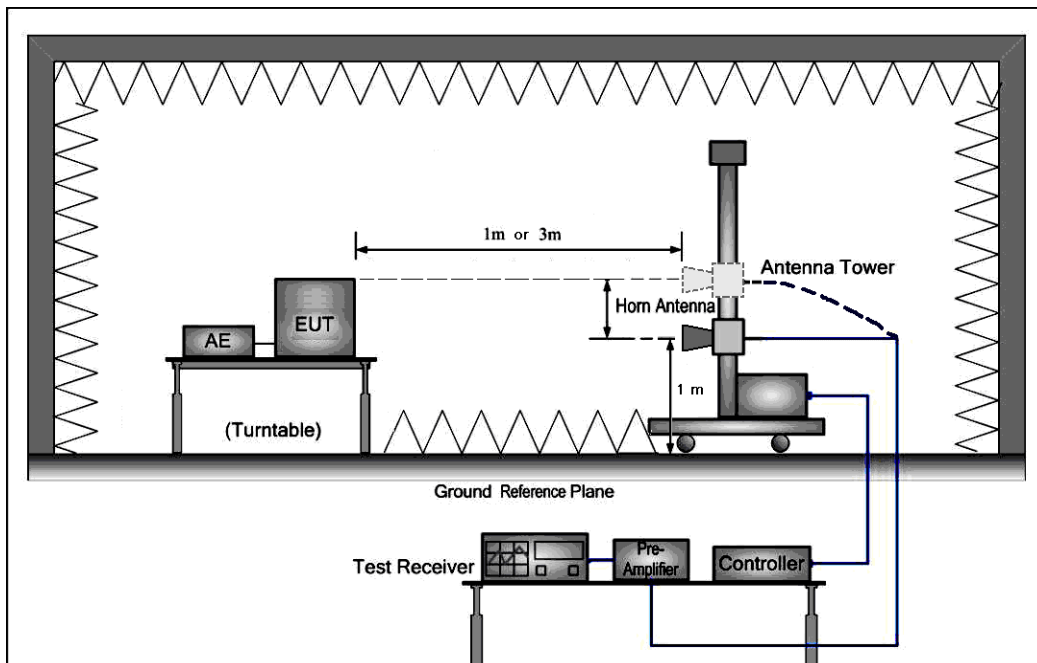 1m or 3m
Antenna Tower
Horn Antenna
EUT
AE
1 m
(Turntable)
Ground Reference Plane
Test Receiver
Pre-
Amplifier
Controller